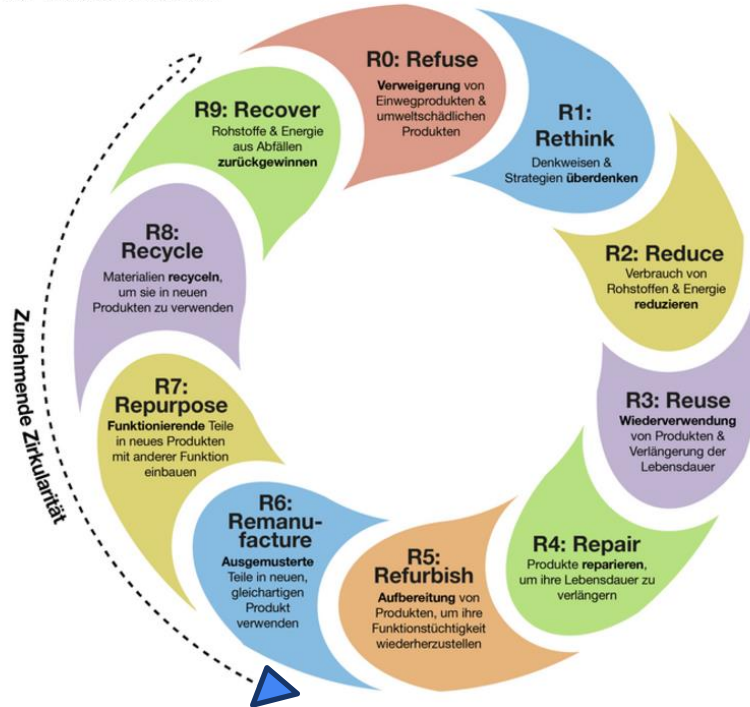 R0: Refuse
Verweigerung von
Einwegprodukten &
umweltschädlichen
Produkten
R1:
Rethink
Denkweisen &
Strategien überdenken
R2: Reduce
Verbrauch von
Rohstoffen & Energie
reduzieren
R3: Reuse
Wiederverwendung
von Produkten &
Verlängerung der
Lebensdauer
R4: Repair
Produkte reparieren,
um ihre Lebensdauer zu
verlängern
R5:
Refurbish
Aufbereitung von
Produkten, um ihre
Funktionstüchtigkeit
wiederherzustellen
R6:
Remanu-
facture
Ausgemusterte
Teile in neuen,
gleichartigen
Produkt
verwenden
R7:
Repurpose
Funktionierende Teile
in neues Produkten
mit anderer Funktion
einbauen
R8:
Recycle
Materialien recyceln,
um sie in neuen
Produkten zu verwenden
R9: Recover
Rohstoffe & Energie
aus Abfällen
zurückgewinnen
Zunehmende Zirkularität